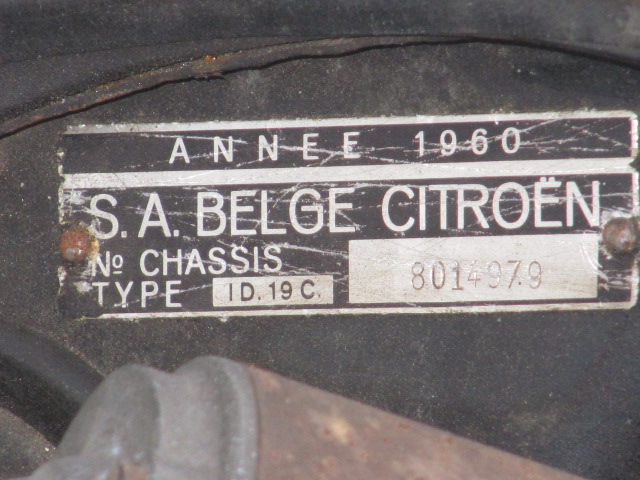 ANNEE 1960
S.A. BELGE CITROËN
Nº CHASSIS 8014979
TYPE ID.19 C.